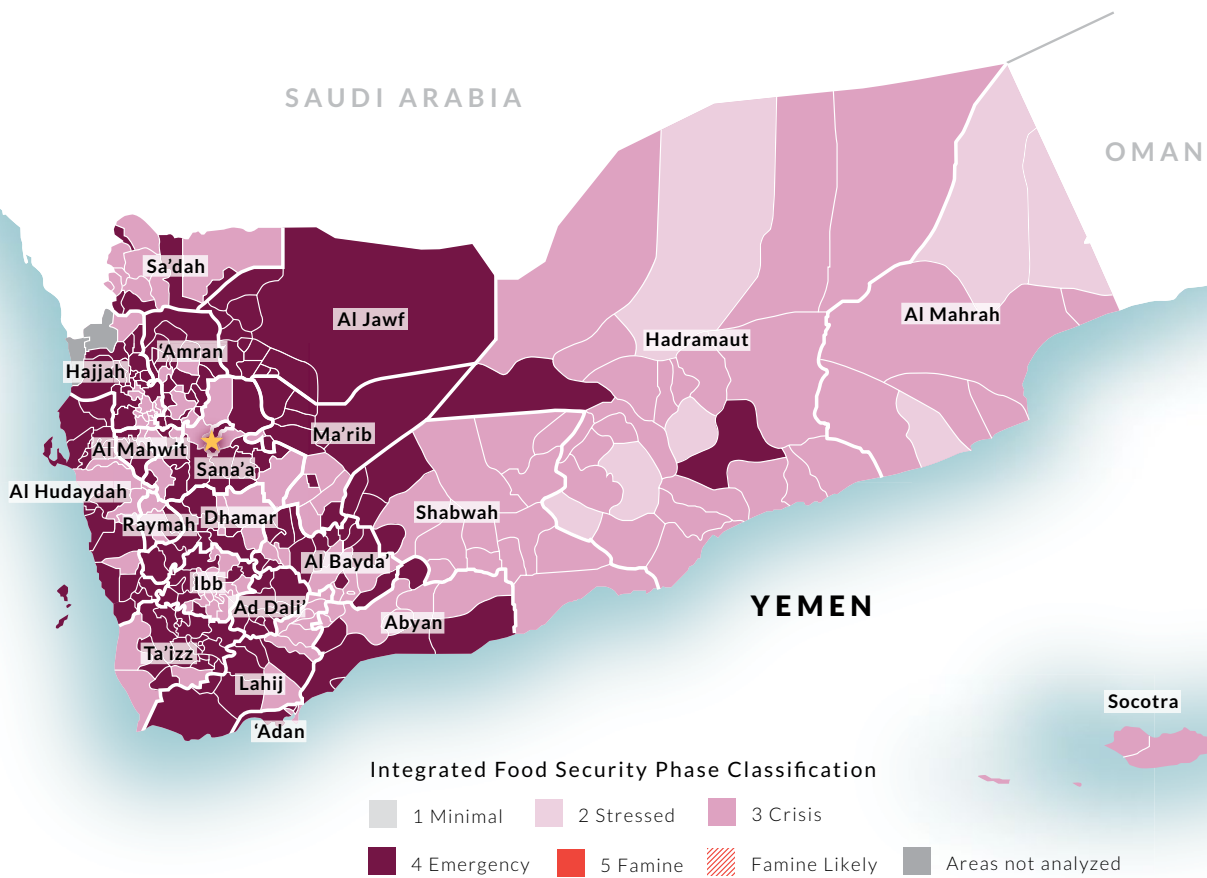 SAUDI ARABIA
OMAN
Sa'dah
Al Jawf
Al Mahrah
Hadramaut
'Amran
Hajjah
Ma'rib
Al Mahwit
Sana'a
Al Hudaydah
Shabwah
Dhamar
Raymah
Al Bayda'
Ibb
Ad Dali'
YEMEN
Abyan
Ta'izz
Lahij
Socotra
'Adan
Integrated Food Security Phase Classification
1 Minimal
2 Stressed
3 Crisis
4 Emergency
5 Famine
Famine Likely
Areas not analyzed